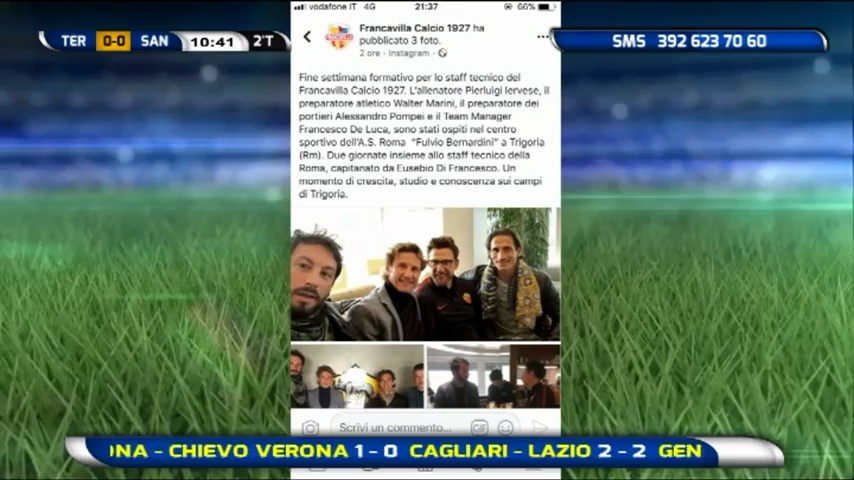 vodafone IT 4G 21:37 66%
TER 0-0 SAN 10:41 2'T
SMS 392 623 70 60
Francavilla Calcio 1927 ha
pubblicato 3 foto.
2 ore - Instagram -
Fine settimana formativo per lo staff tecnico del
Francavilla Calcio 1927. L'allenatore Pierluigi Iervese, il
preparatore atletico Walter Marini, il preparatore dei
portieri Alessandro Pompei e il Team Manager
Francesco De Luca, sono stati ospiti nel centro
sportivo dell'A.S. Roma "Fulvio Bernardini" a Trigoria
(Rm). Due giornate insieme allo staff tecnico della
Roma, capitanato da Eusebio Di Francesco. Un
momento di crescita, studio e conoscenza sui campi
di Trigoria.
Scrivi un commento... GIF
ONA - CHIEVO VERONA 1 - 0 CAGLIARI - LAZIO 2 - 2 GEN